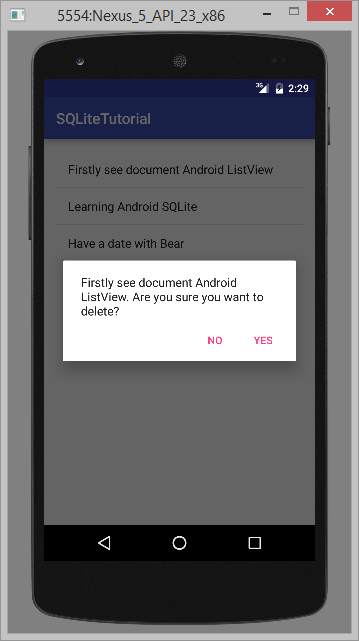 5554:Nexus_5_API_23_x86
3G 2:29
SQLiteTutorial
Firstly see document Android ListView
Learning Android SQLite
Have a date with Bear
Firstly see document Android
ListView. Are you sure you want to
delete?
NO YES